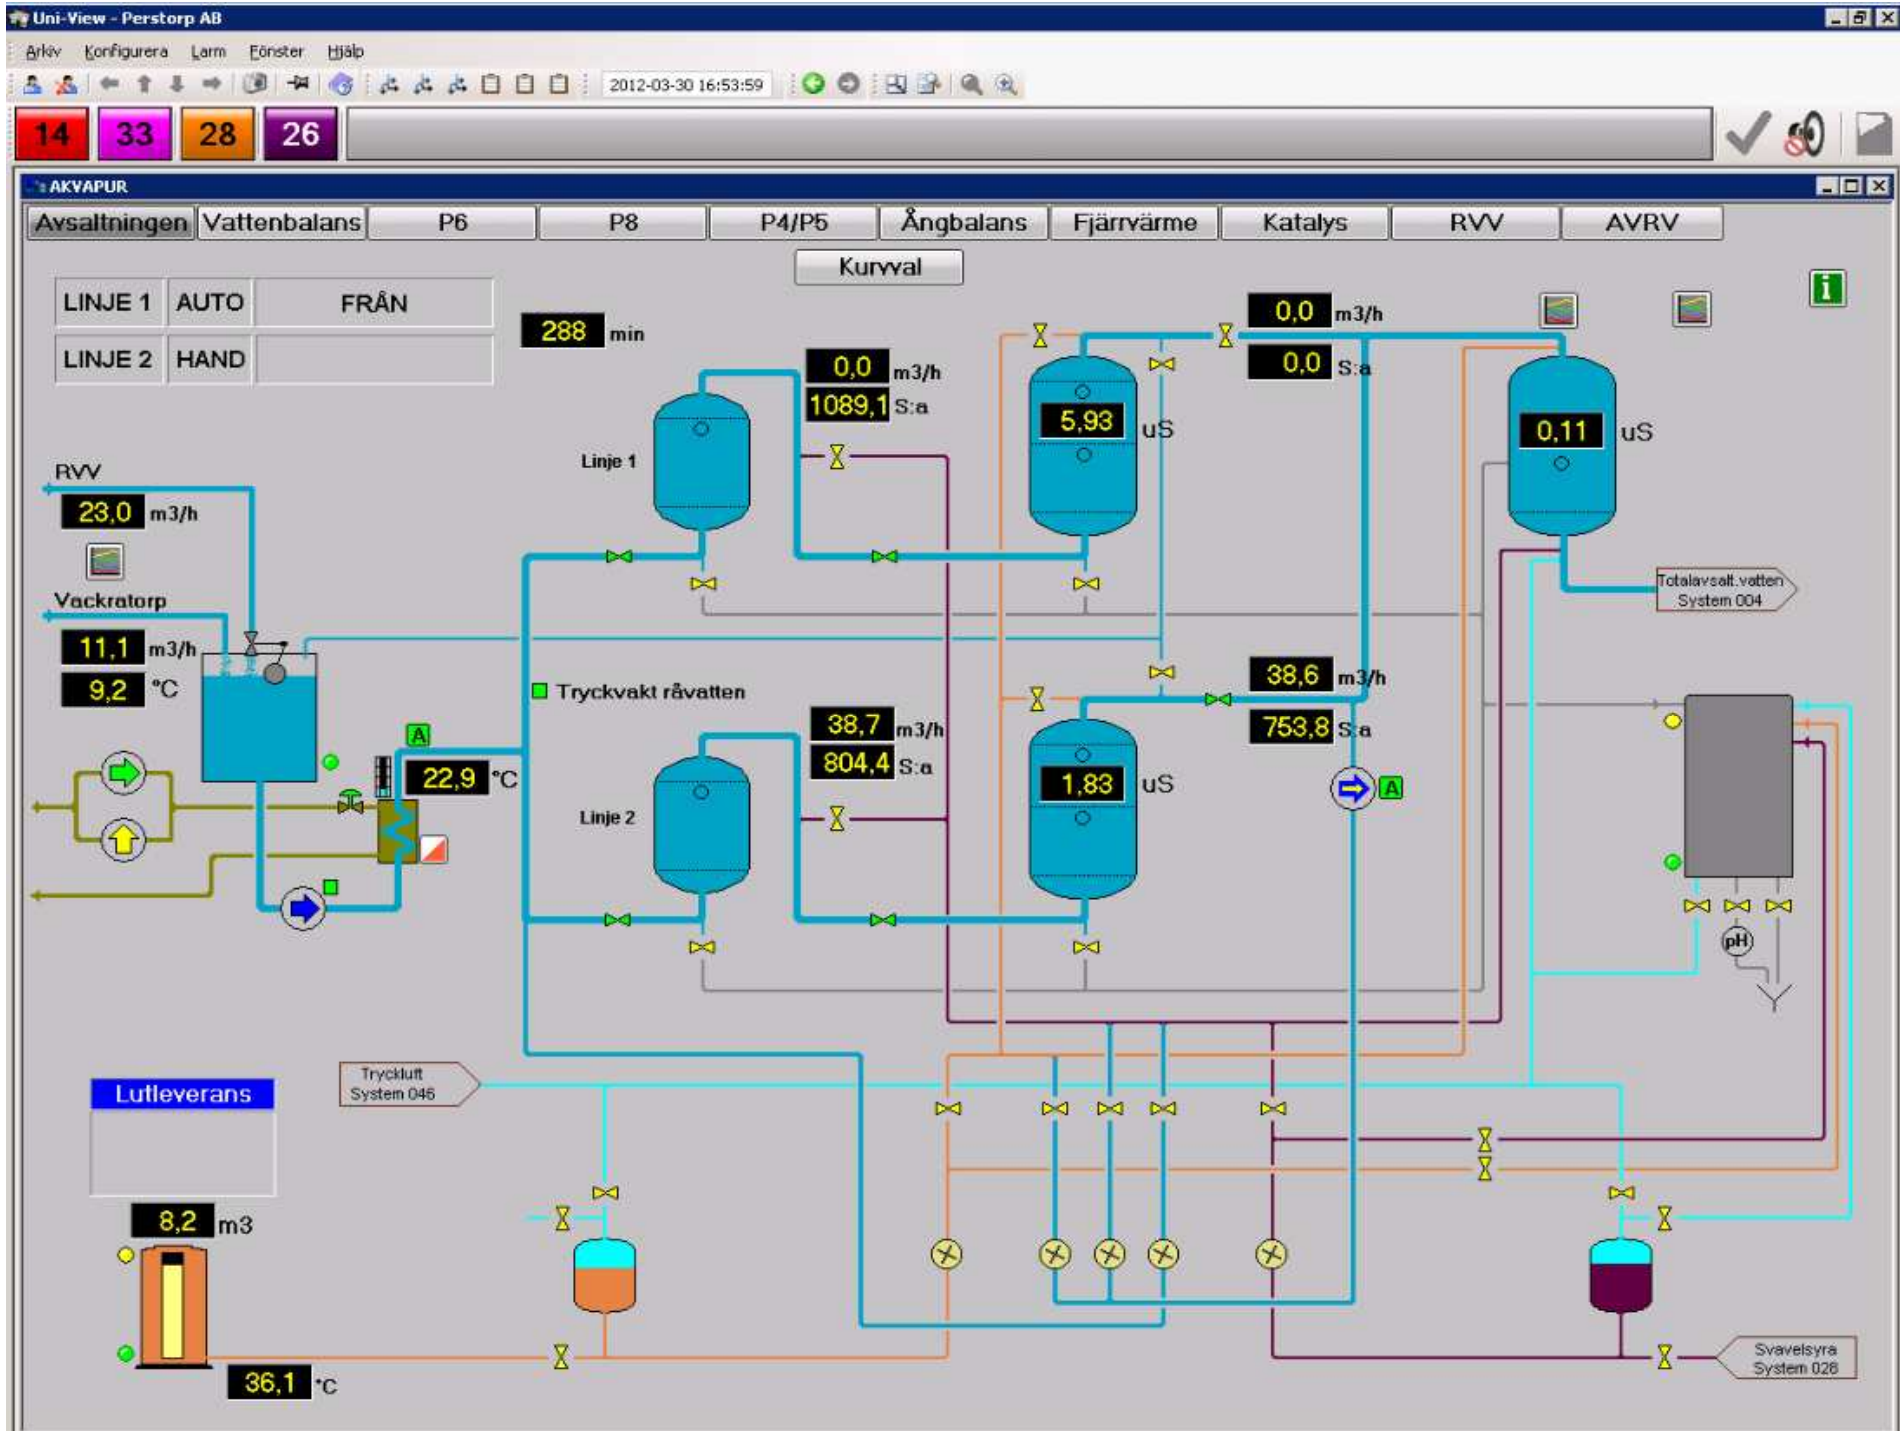 Uni-View - Perstorp AB
Arkiv Konfigurera Larm Fönster Hjälp
2012-03-30 16:53:59
14 33 28 26
AKVAPUR
Avsaltningen Vattenbalans P6 P8 P4/P5 Ångbalans Fjärrvärme Katalys RVV AVRV
Kurvval
LINJE 1 AUTO FRÅN
LINJE 2 HAND
288 min
0,0 m3/h
1089,1 S:a
0,0 m3/h
0,0 S:a
5,93 uS
0,11 uS
Linje 1
RVV
23,0 m3/h
Vackratorp
11,1 m3/h
9,2 °C
Totalavsalt.vatten
System 004
Tryckvakt råvatten
38,7 m3/h
804,4 S:a
38,6 m3/h
753,8 S:a
A
22,9 °C
1,83 uS
A
Linje 2
pH
Tryckluft
System 046
Lutleverans
8,2 m3
36,1 °C
Svavelsyra
System 028
i